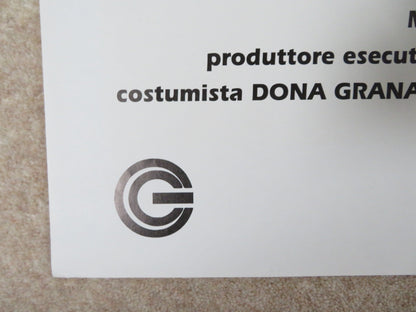 produttore esecut
costumista DONA GRANA